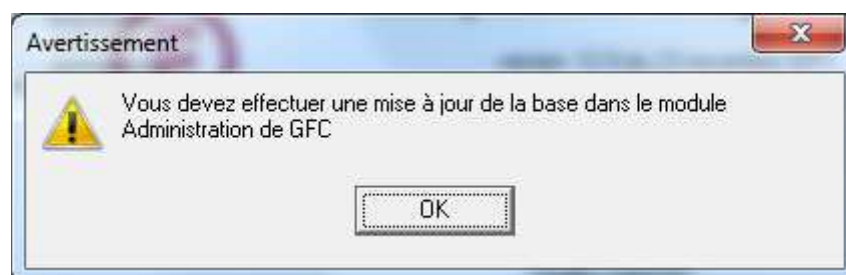 Avertissement
Vous devez effectuer une mise à jour de la base dans le module
Administration de GFC
OK